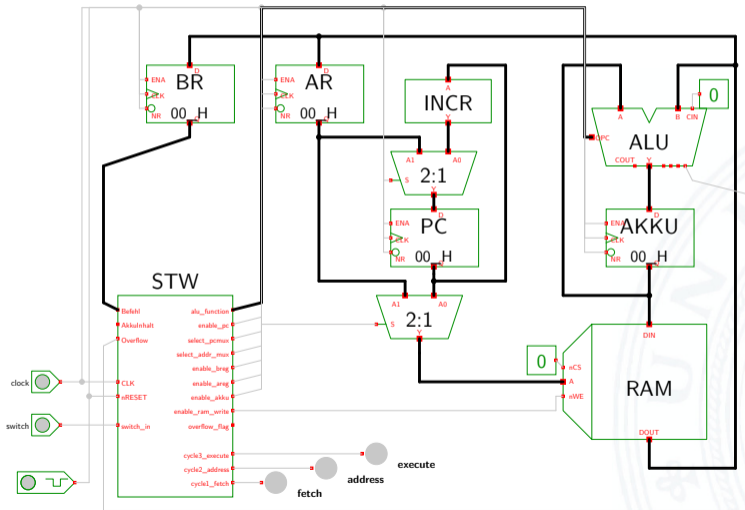 BR
D
ENA
CLK
NR
00_H
Q
AR
D
ENA
CLK
NR
00_H
Q
INCR
A
Y
0
A
B
CIN
OPC
ALU
COUT
Y
A1
A0
S
2:1
Y
PC
D
ENA
CLK
NR
00_H
Q
AKKU
D
ENA
CLK
NR
00_H
Q
A1
A0
S
2:1
Y
STW
Befehl
AkkuInhalt
Overflow
CLK
nRESET
switch_in
alu_function
enable_pc
select_pcmux
select_addr_mux
enable_breg
enable_areg
enable_akku
enable_ram_write
overflow_flag
cycle3_execute
cycle2_address
cycle1_fetch
clock
switch
0
DIN
nCS
A
nWE
RAM
DOUT
execute
address
fetch